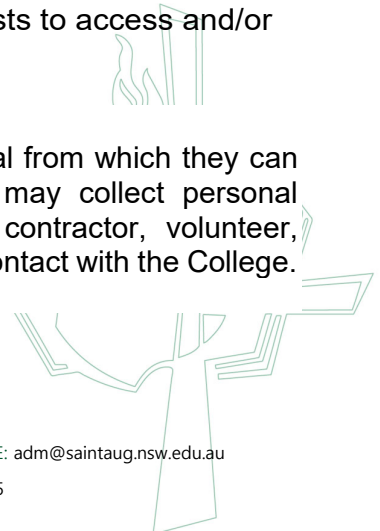 sts to access and/or
al from which they can
may collect personal
contractor, volunteer,
ontact with the College.
E: adm@saintaug.nsw.edu.au